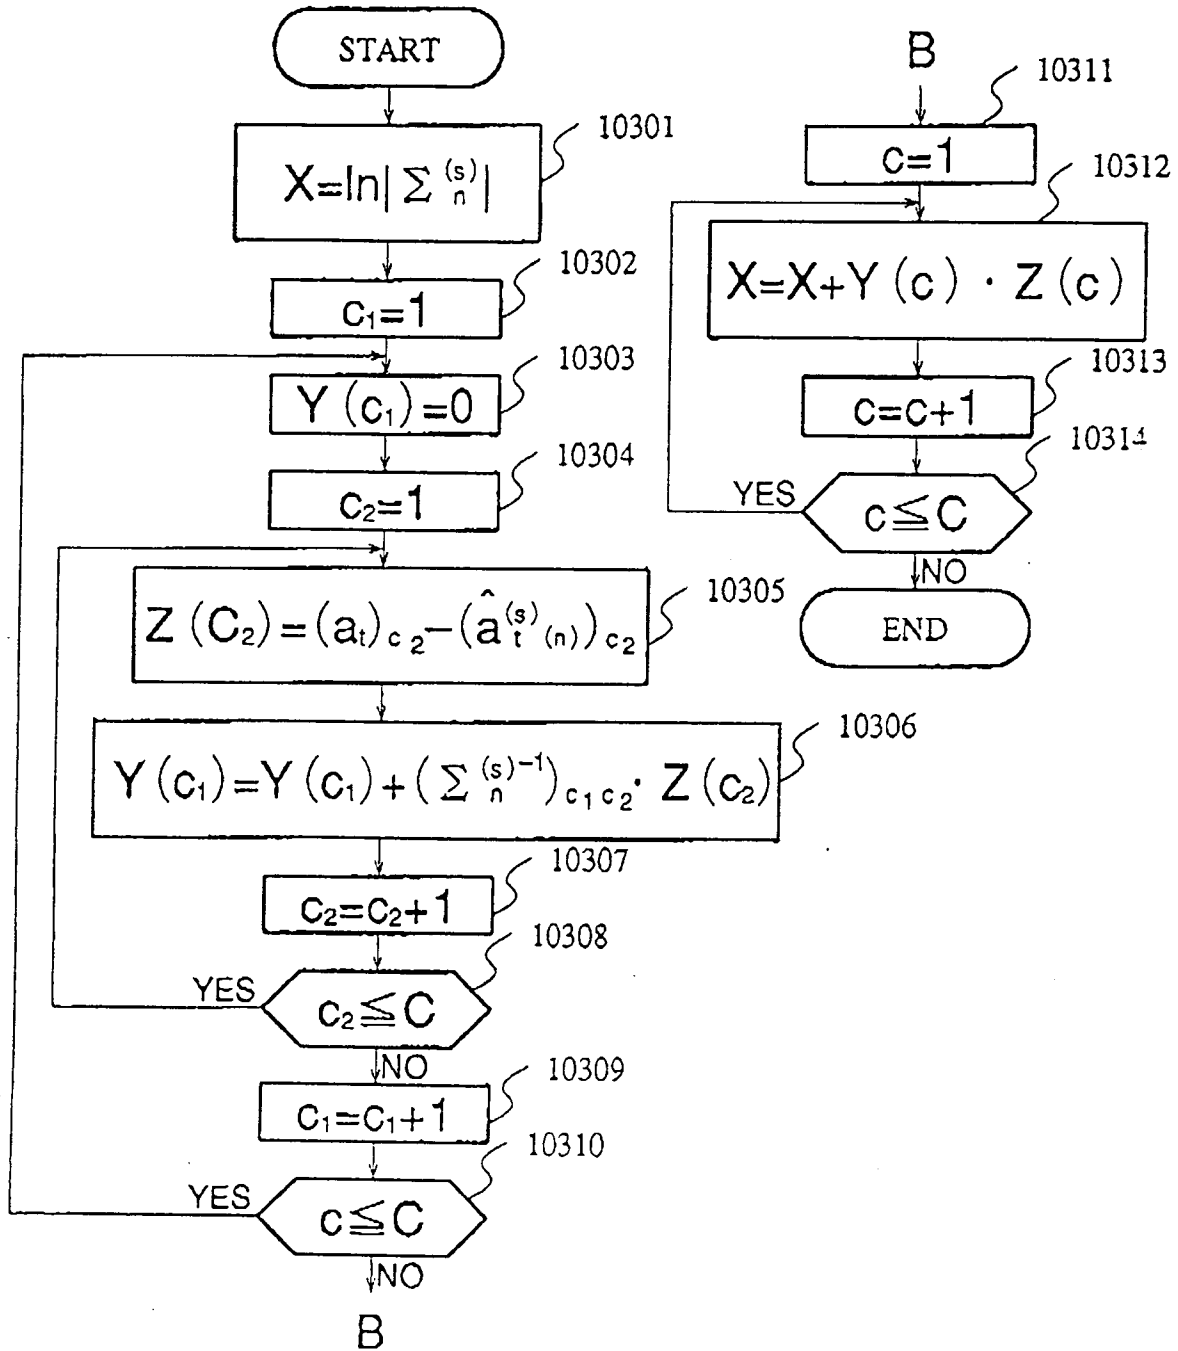 START
10301
X=ln|Σ(s)n|
10302
c1=1
10303
Y(c1)=0
10304
c2=1
10305
Z(C2)=(at)c2−(ât(s)(n))c2
10306
Y(c1)=Y(c1)+(Σn(s)−1)c1c2· Z(c2)
10307
c2=c2+1
10308
YES
c2≦C
NO
10309
C1=C1+1
10310
YES
c≦C
NO
B
B
10311
c=1
10312
X=X+Y(c)・Z(c)
10313
c=c+1
10314
YES
c≦C
NO
END